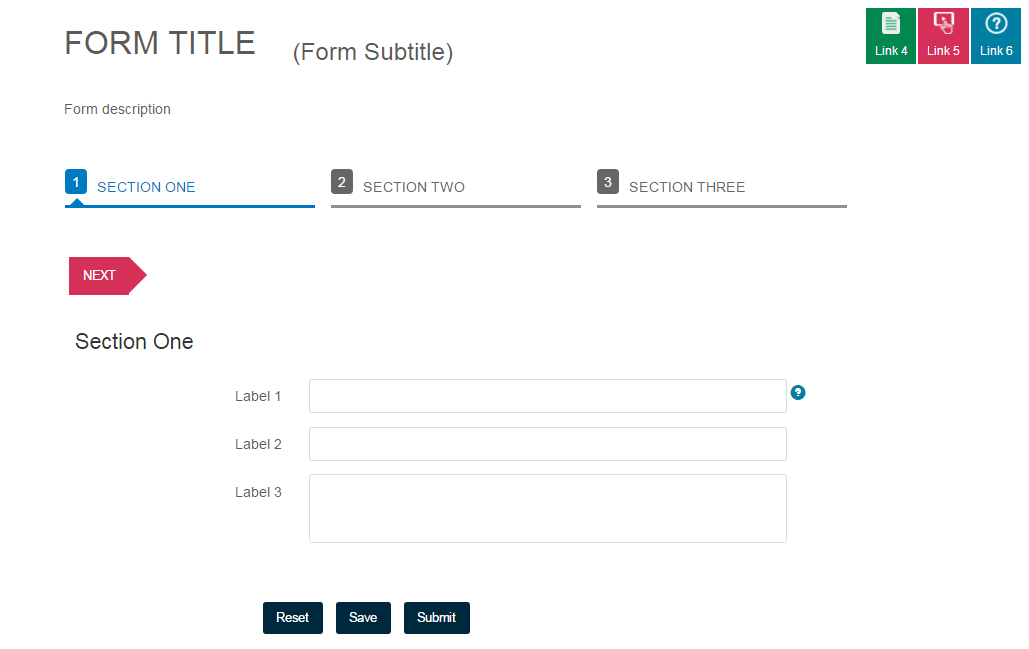 FORM TITLE (Form Subtitle)
Link 4 Link 5 Link 6
Form description
1 SECTION ONE 2 SECTION TWO 3 SECTION THREE
NEXT
Section One
Label 1 ?
Label 2
Label 3
Reset Save Submit